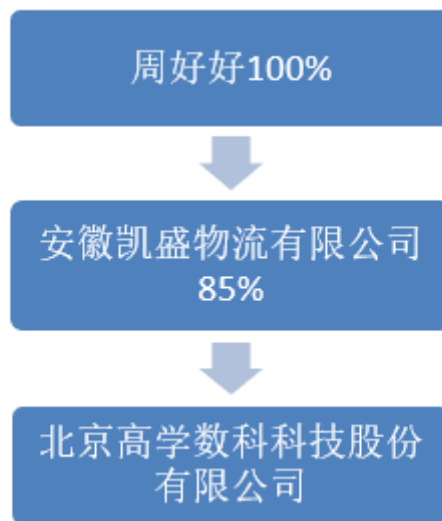 周好好100%
安徽凯盛物流有限公司
85%
北京高学数科科技股份
有限公司